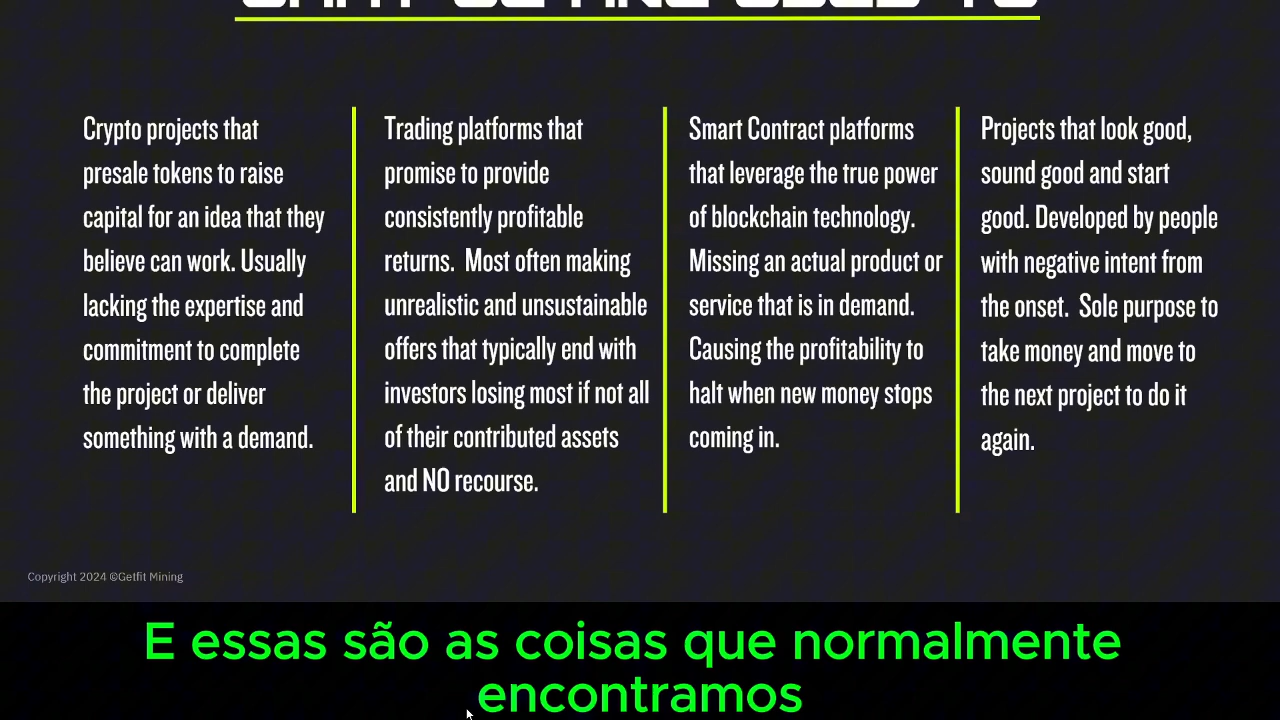 Crypto projects that
presale tokens to raise
capital for an idea that they
believe can work. Usually
lacking the expertise and
commitment to complete
the project or deliver
something with a demand.
Trading platforms that
promise to provide
consistently profitable
returns.  Most often making
unrealistic and unsustainable
offers that typically end with
investors losing most if not all
of their contributed assets
and NO recourse.
Smart Contract platforms
that leverage the true power
of blockchain technology.
Missing an actual product or
service that is in demand.
Causing the profitability to
halt when new money stops
coming in.
Projects that look good,
sound good and start
good. Developed by people
with negative intent from
the onset.  Sole purpose to
take money and move to
the next project to do it
again.
Copyright 2024 ©Getfit Mining
E essas são as coisas que normalmente
encontramos